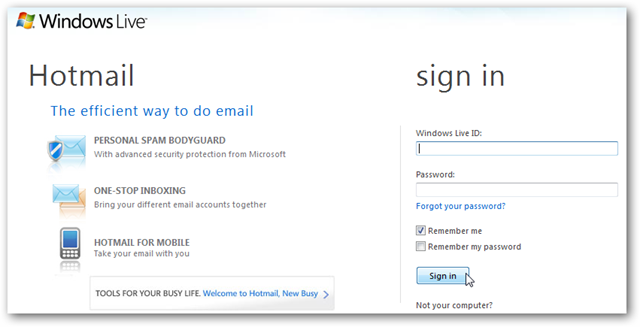 Windows Live
Hotmail
The efficient way to do email
PERSONAL SPAM BODYGUARD
With advanced security protection from Microsoft
ONE-STOP INBOXING
Bring your different email accounts together
HOTMAIL FOR MOBILE
Take your email with you
TOOLS FOR YOUR BUSY LIFE. Welcome to Hotmail, New Busy
sign in
Windows Live ID:
Password:
Forgot your password?
Remember me
Remember my password
Sign in
Not your computer?